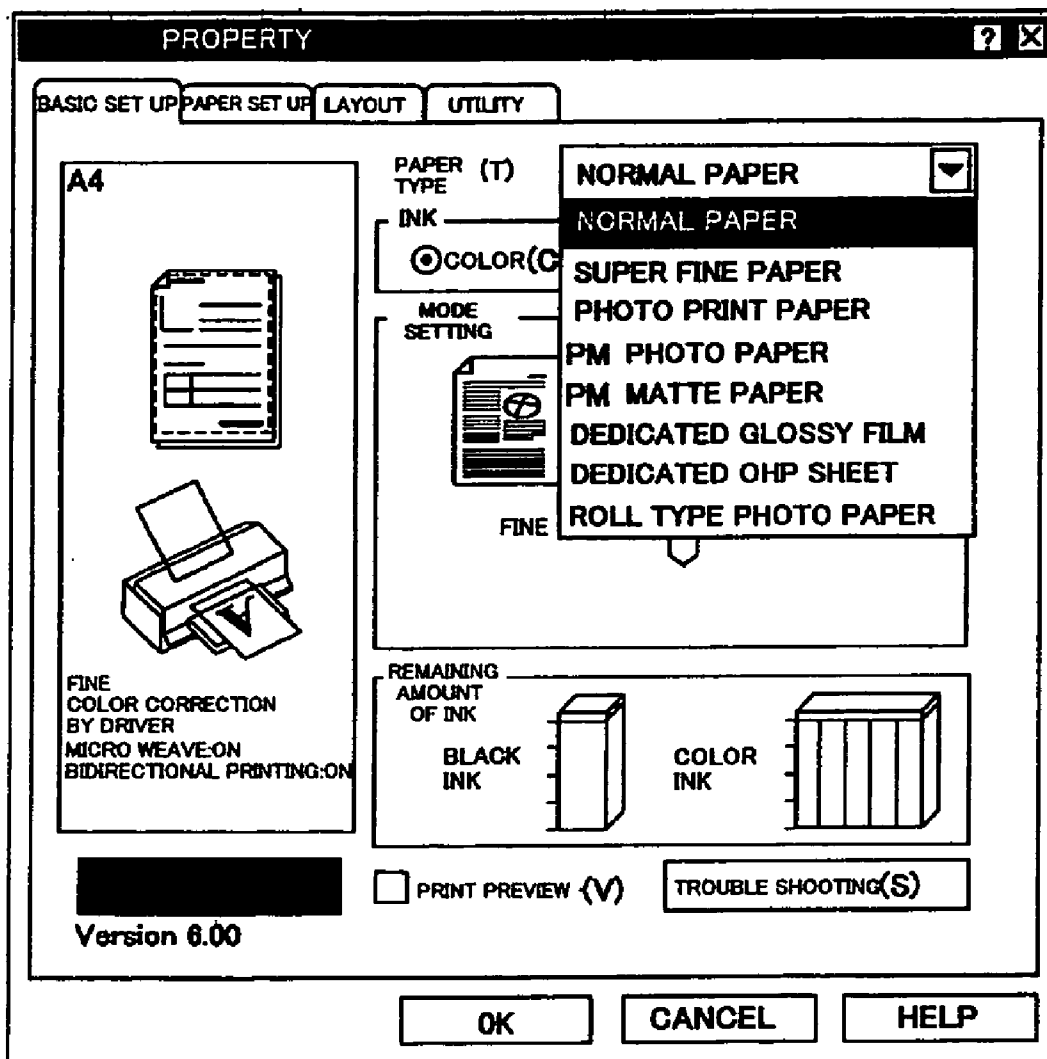 PROPERTY
?
BASIC SET UP
PAPER SET UP
LAYOUT
UTILITY
A4
PAPER
TYPE (T)
NORMAL PAPER
NORMAL PAPER
SUPER FINE PAPER
PHOTO PRINT PAPER
PM PHOTO PAPER
PM MATTE PAPER
DEDICATED GLOSSY FILM
DEDICATED OHP SHEET
ROLL TYPE PHOTO PAPER
INK
COLOR(C
MODE
SETTING
FINE
FINE
COLOR CORRECTION
BY DRIVER
MICRO WEAVE:ON
BIDIRECTIONAL PRINTING:ON
REMAINING
AMOUNT
OF INK
BLACK
INK
COLOR
INK
Version 6.00
PRINT PREVIEW (V)
TROUBLE SHOOTING(S)
OK
CANCEL
HELP